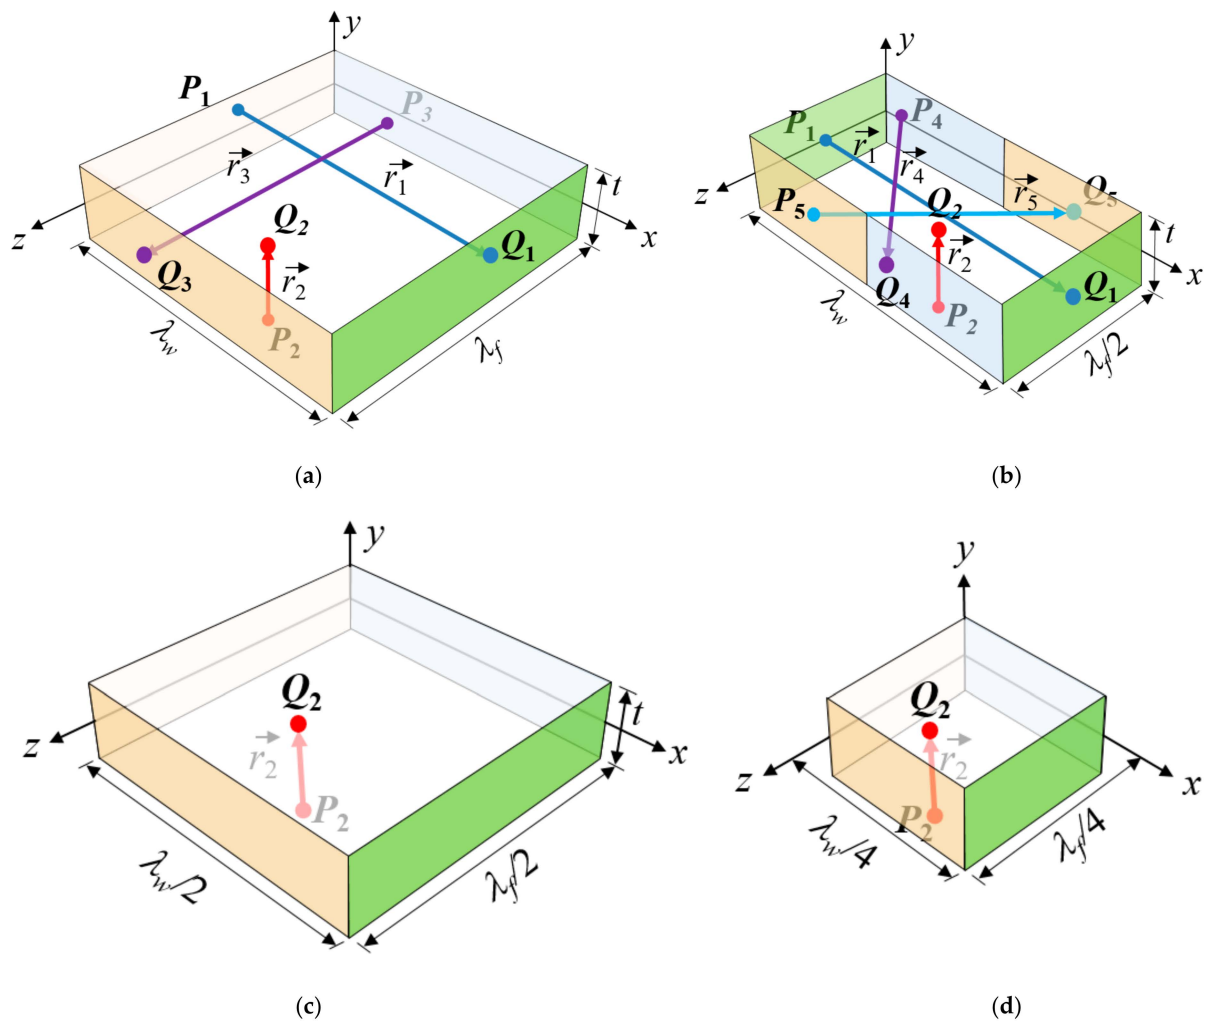 y
P₁
P₃
r₃
r₁
t
Q₂
Q₁
z
x
Q₃
r₂
P₂
λw
λf
(a)
y
P₁
r₁
P₄
r₄
z
P₅
r₅
Q₅
Q₂
t
r₂
x
Q₄
P₂
Q₁
λw
λf/2
(b)
y
Q₂
t
z
r₂
x
P₂
λw/2
λf/2
(c)
y
Q₂
z
r₂
x
P₂
λw/4
λf/4
(d)